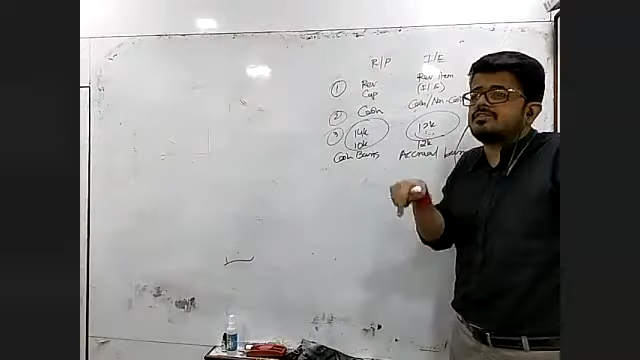 R/P I/E
① Rev Rev item
Cap (I/E)
② Cash Cash/Non-Cash
③ 14k 12k
10k 12k
Cash Basis Accrual